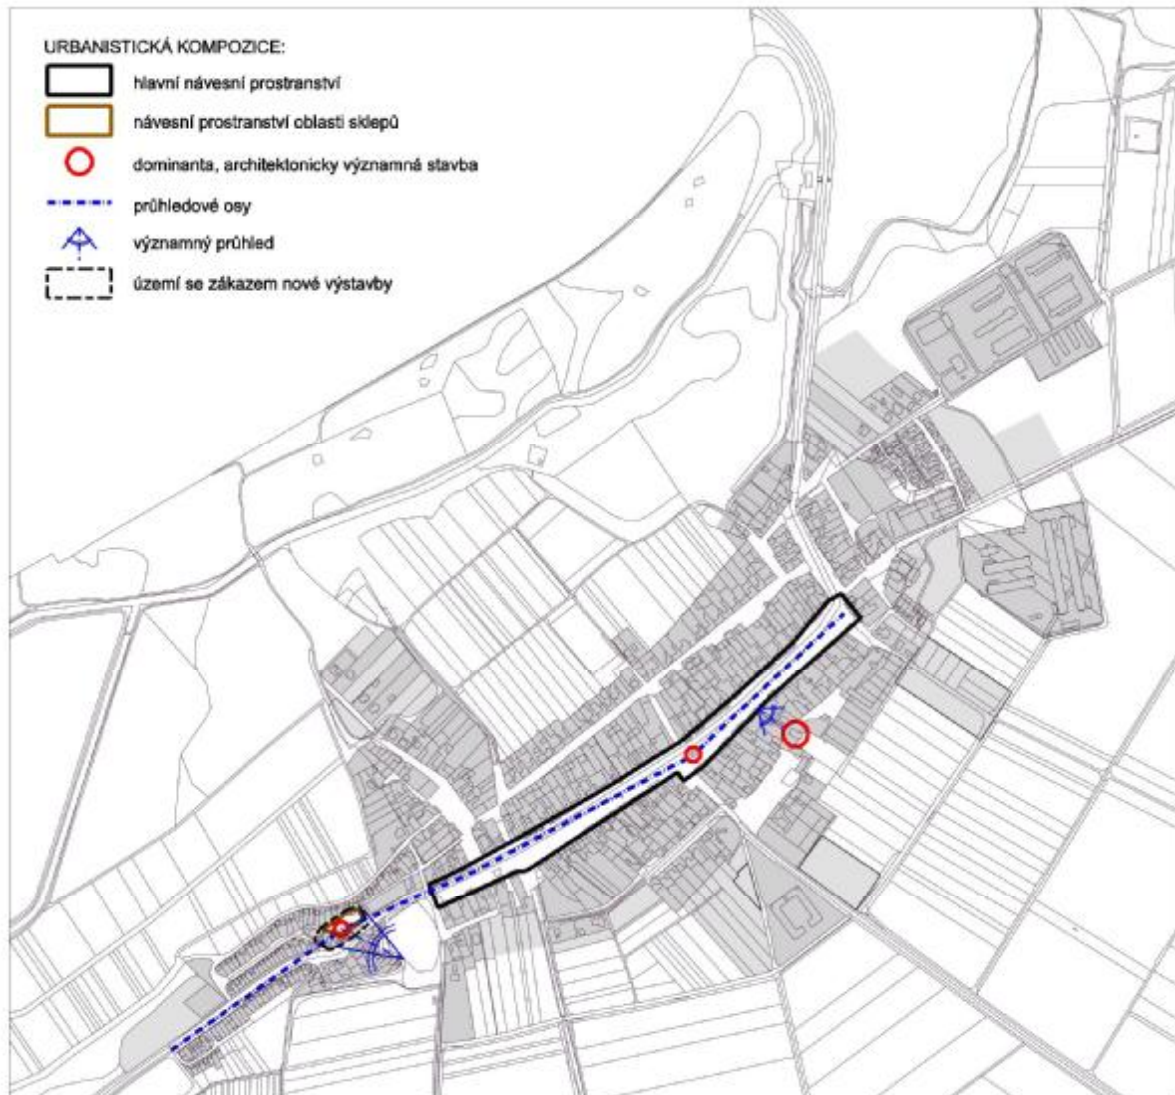 URBANISTICKÁ KOMPOZICE:
hlavní návesní prostranství
návesní prostranství oblasti sklepů
dominanta, architektonicky významná stavba
průhledové osy
významný průhled
území se zákazem nové výstavby